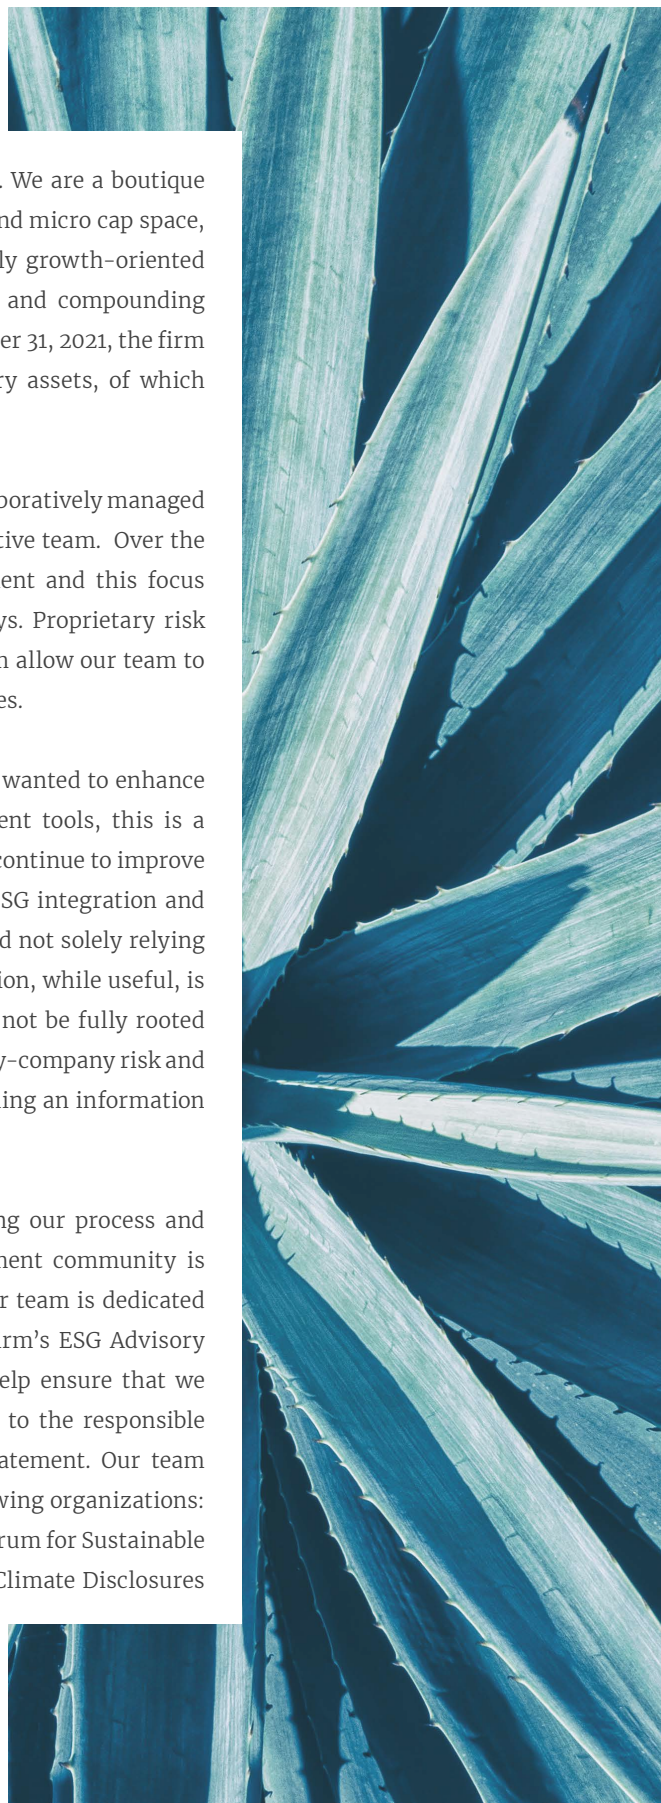 . We are a boutique
nd micro cap space,
ly growth-oriented
and compounding
er 31, 2021, the firm
ry assets, of which
boratively managed
tive team. Over the
ent and this focus
ys. Proprietary risk
n allow our team to
es.
wanted to enhance
ent tools, this is a
continue to improve
SG integration and
d not solely relying
ion, while useful, is
not be fully rooted
y-company risk and
ing an information
ng our process and
nent community is
r team is dedicated
irm's ESG Advisory
elp ensure that we
to the responsible
atement. Our team
wing organizations:
rum for Sustainable
Climate Disclosures